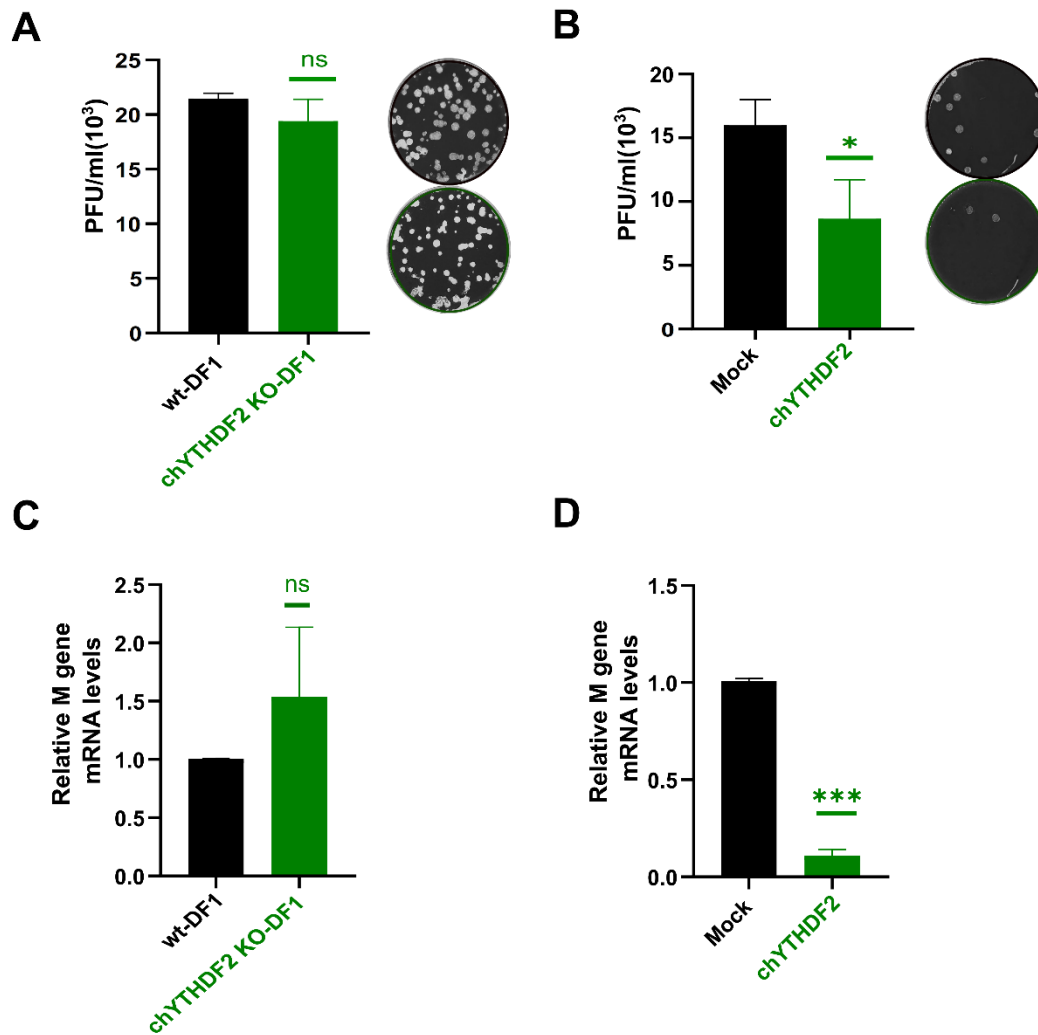 A
B
25
20
15
10
5
0
PFU/ml(10³)
ns
wt-DF1
chYTHDF2 KO-DF1
20
15
10
5
0
PFU/ml(10³)
*
Mock
chYTHDF2
C
D
2.5
2.0
1.5
1.0
0.5
0.0
Relative M gene
mRNA levels
ns
wt-DF1
chYTHDF2 KO-DF1
1.5
1.0
0.5
0.0
Relative M gene
mRNA levels
***
Mock
chYTHDF2